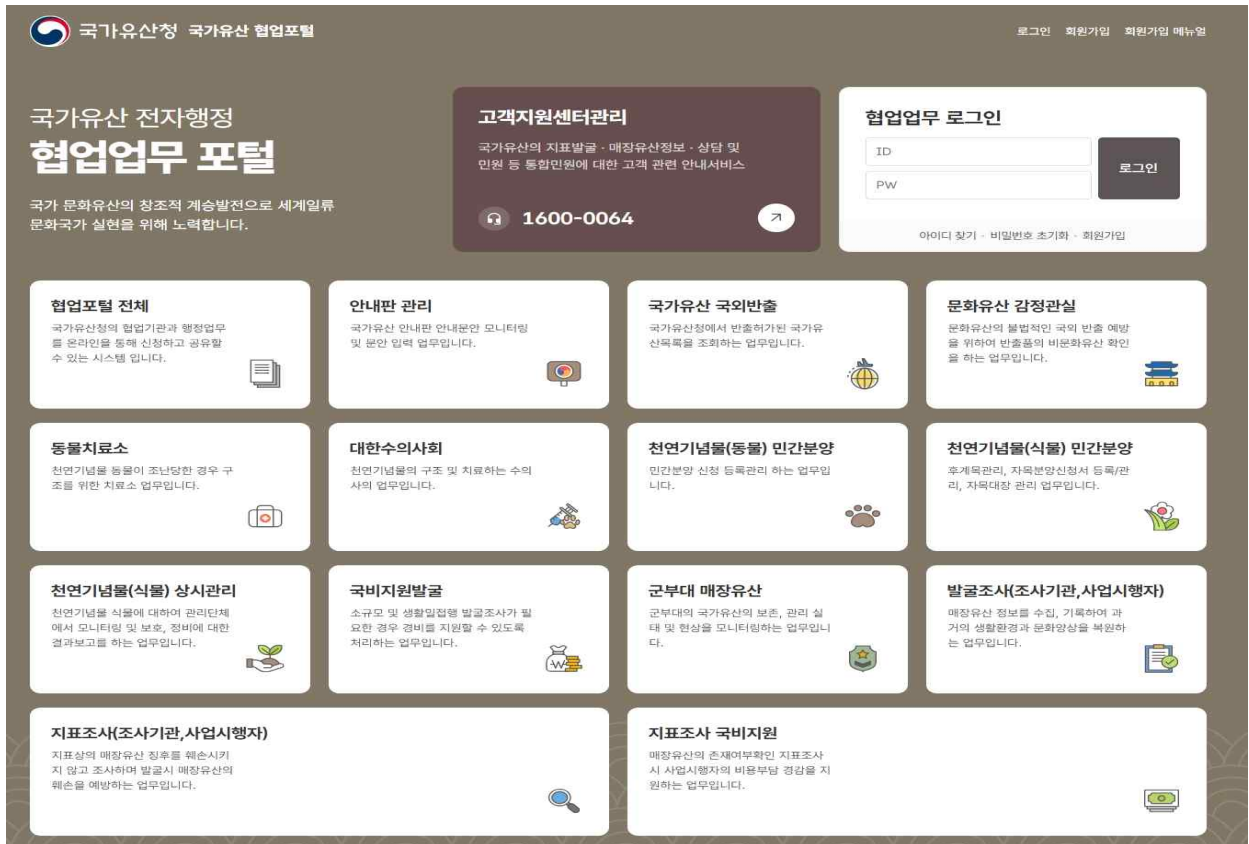 국가유산청 국가유산 협업포털
로그인 회원가입 회원가입 메뉴얼
국가유산 전자행정
협업업무 포털
국가 문화유산의 창조적 계승발전으로 세계일류
문화국가 실현을 위해 노력합니다.
고객지원센터관리
국가유산의 지표발굴 · 매장유산정보 · 상담 및
민원 등 통합민원에 대한 고객 관련 안내서비스
1600-0064
협업업무 로그인
ID
PW
로그인
아이디 찾기 · 비밀번호 초기화 · 회원가입
협업포털 전체
국가유산청의 협업기관과 행정업무
를 온라인을 통해 신청하고 공유할
수 있는 시스템 입니다.
안내판 관리
국가유산 안내판 안내문안 모니터링
및 문안 입력 업무입니다.
국가유산 국외반출
국가유산청에서 반출허가된 국가유
산목록을 조회하는 업무입니다.
문화유산 감정관실
문화유산의 불법적인 국외 반출 예방
을 위하여 반출품의 비문화유산 확인
을 하는 업무입니다.
동물치료소
천연기념물 동물이 조난당한 경우 구
조를 위한 치료소 업무입니다.
대한수의사회
천연기념물의 구조 및 치료하는 수의
사의 업무입니다.
천연기념물(동물) 민간분양
민간분양 신청 등록관리 하는 업무입
니다.
천연기념물(식물) 민간분양
후계목관리, 자목분양신청서 등록/관
리, 자목대장 관리 업무입니다.
천연기념물(식물) 상시관리
천연기념물 식물에 대하여 관리단체
에서 모니터링 및 보호, 정비에 대한
결과보고를 하는 업무입니다.
국비지원발굴
소규모 및 생활밀접행 발굴조사가 필
요한 경우 경비를 지원할 수 있도록
처리하는 업무입니다.
군부대 매장유산
군부대의 국가유산의 보존, 관리 실
태 및 현상을 모니터링하는 업무입니
다.
발굴조사(조사기관,사업시행자)
매장유산 정보를 수집, 기록하여 과
거의 생활환경과 문화양상을 복원하
는 업무입니다.
지표조사(조사기관,사업시행자)
지표상의 매장유산 징후를 훼손시키
지 않고 조사하며 발굴시 매장유산의
훼손을 예방하는 업무입니다.
지표조사 국비지원
매장유산의 존재여부확인 지표조사
시 사업시행자의 비용부담 경감을 지
원하는 업무입니다.